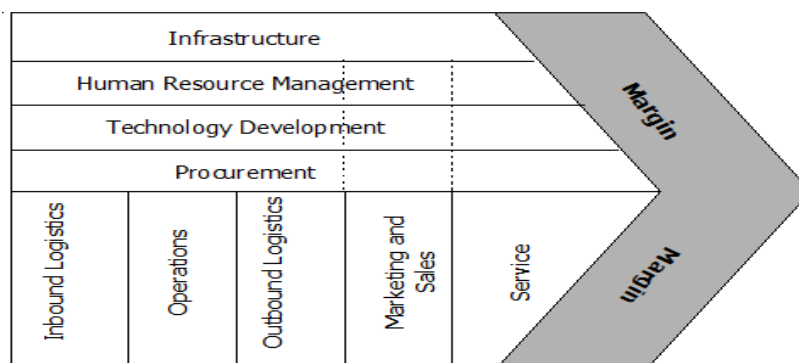 Infrastructure
Human Resource Management
Technology Development
Procurement
Margin
Inbound Logistics
Operations
Outbound Logistics
Marketing and
Sales
Service
Margin